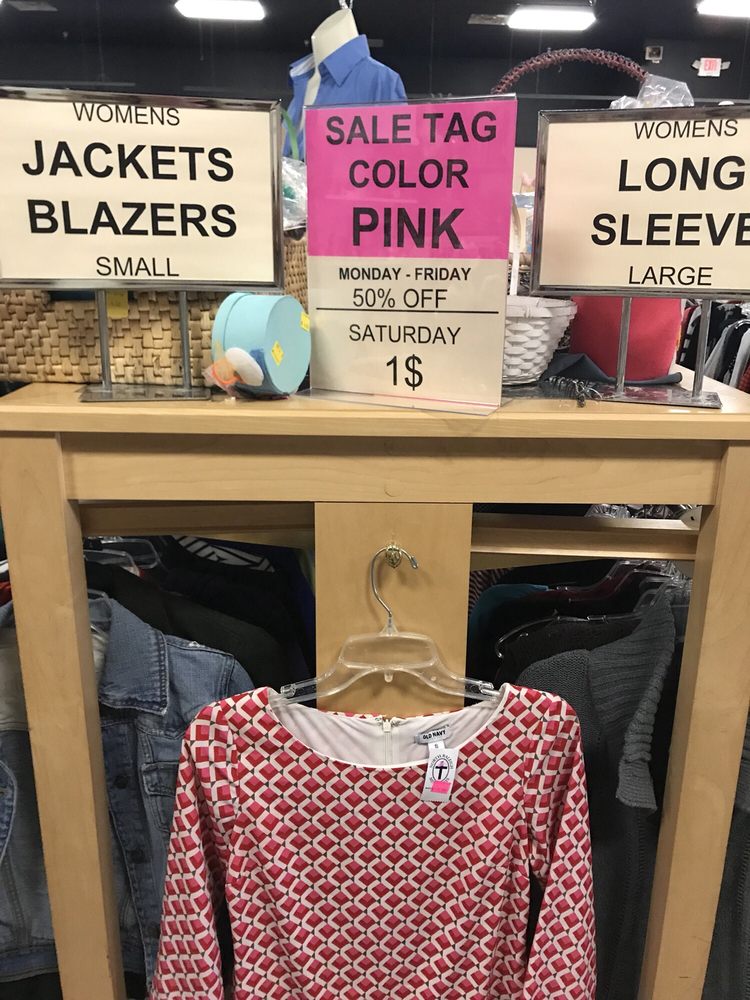 WOMENS
JACKETS
BLAZERS
SMALL
SALE TAG
COLOR
PINK
MONDAY - FRIDAY
50% OFF
SATURDAY
1$
WOMENS
LONG
SLEEVE
LARGE
EXIT
OLD NAVY